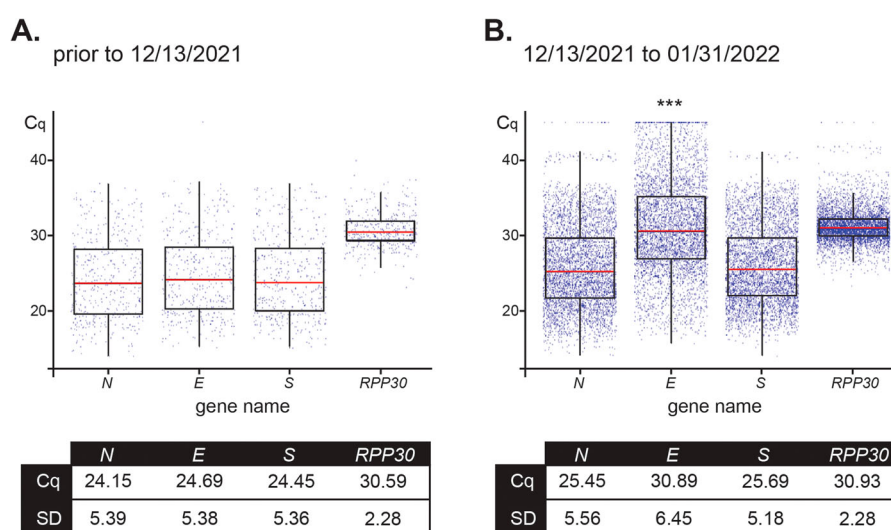 A.
prior to 12/13/2021
Cq
40
30
20
N E S RPP30
gene name
N E S RPP30
Cq 24.15 24.69 24.45 30.59
SD 5.39 5.38 5.36 2.28
B.
12/13/2021 to 01/31/2022
***
Cq
40
30
20
N E S RPP30
gene name
N E S RPP30
Cq 25.45 30.89 25.69 30.93
SD 5.56 6.45 5.18 2.28